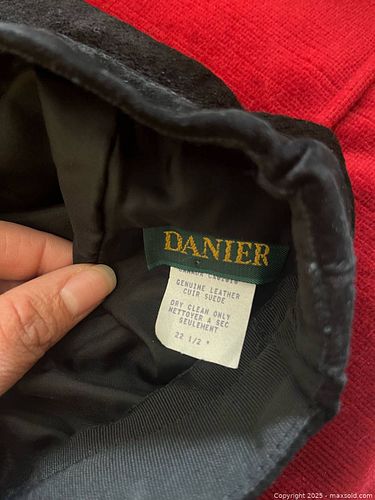 DANIER
GENUINE LEATHER
CUIR SUEDE
DRY CLEAN ONLY
NETTOYER A SEC
SEULEMENT
22 1/2 "
Copyright 2025 - maxsold.com